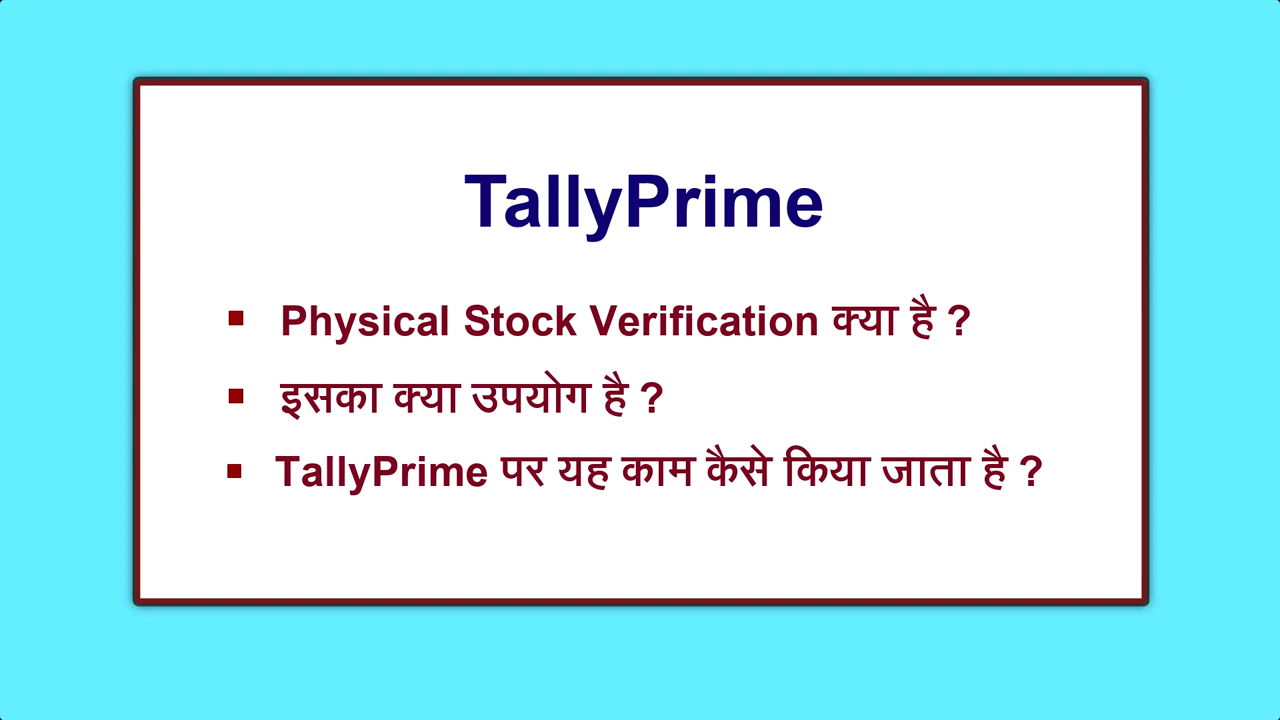 TallyPrime
▪ Physical Stock Verification क्या है ?
▪ इसका क्या उपयोग है ?
▪ TallyPrime पर यह काम कैसे किया जाता है ?